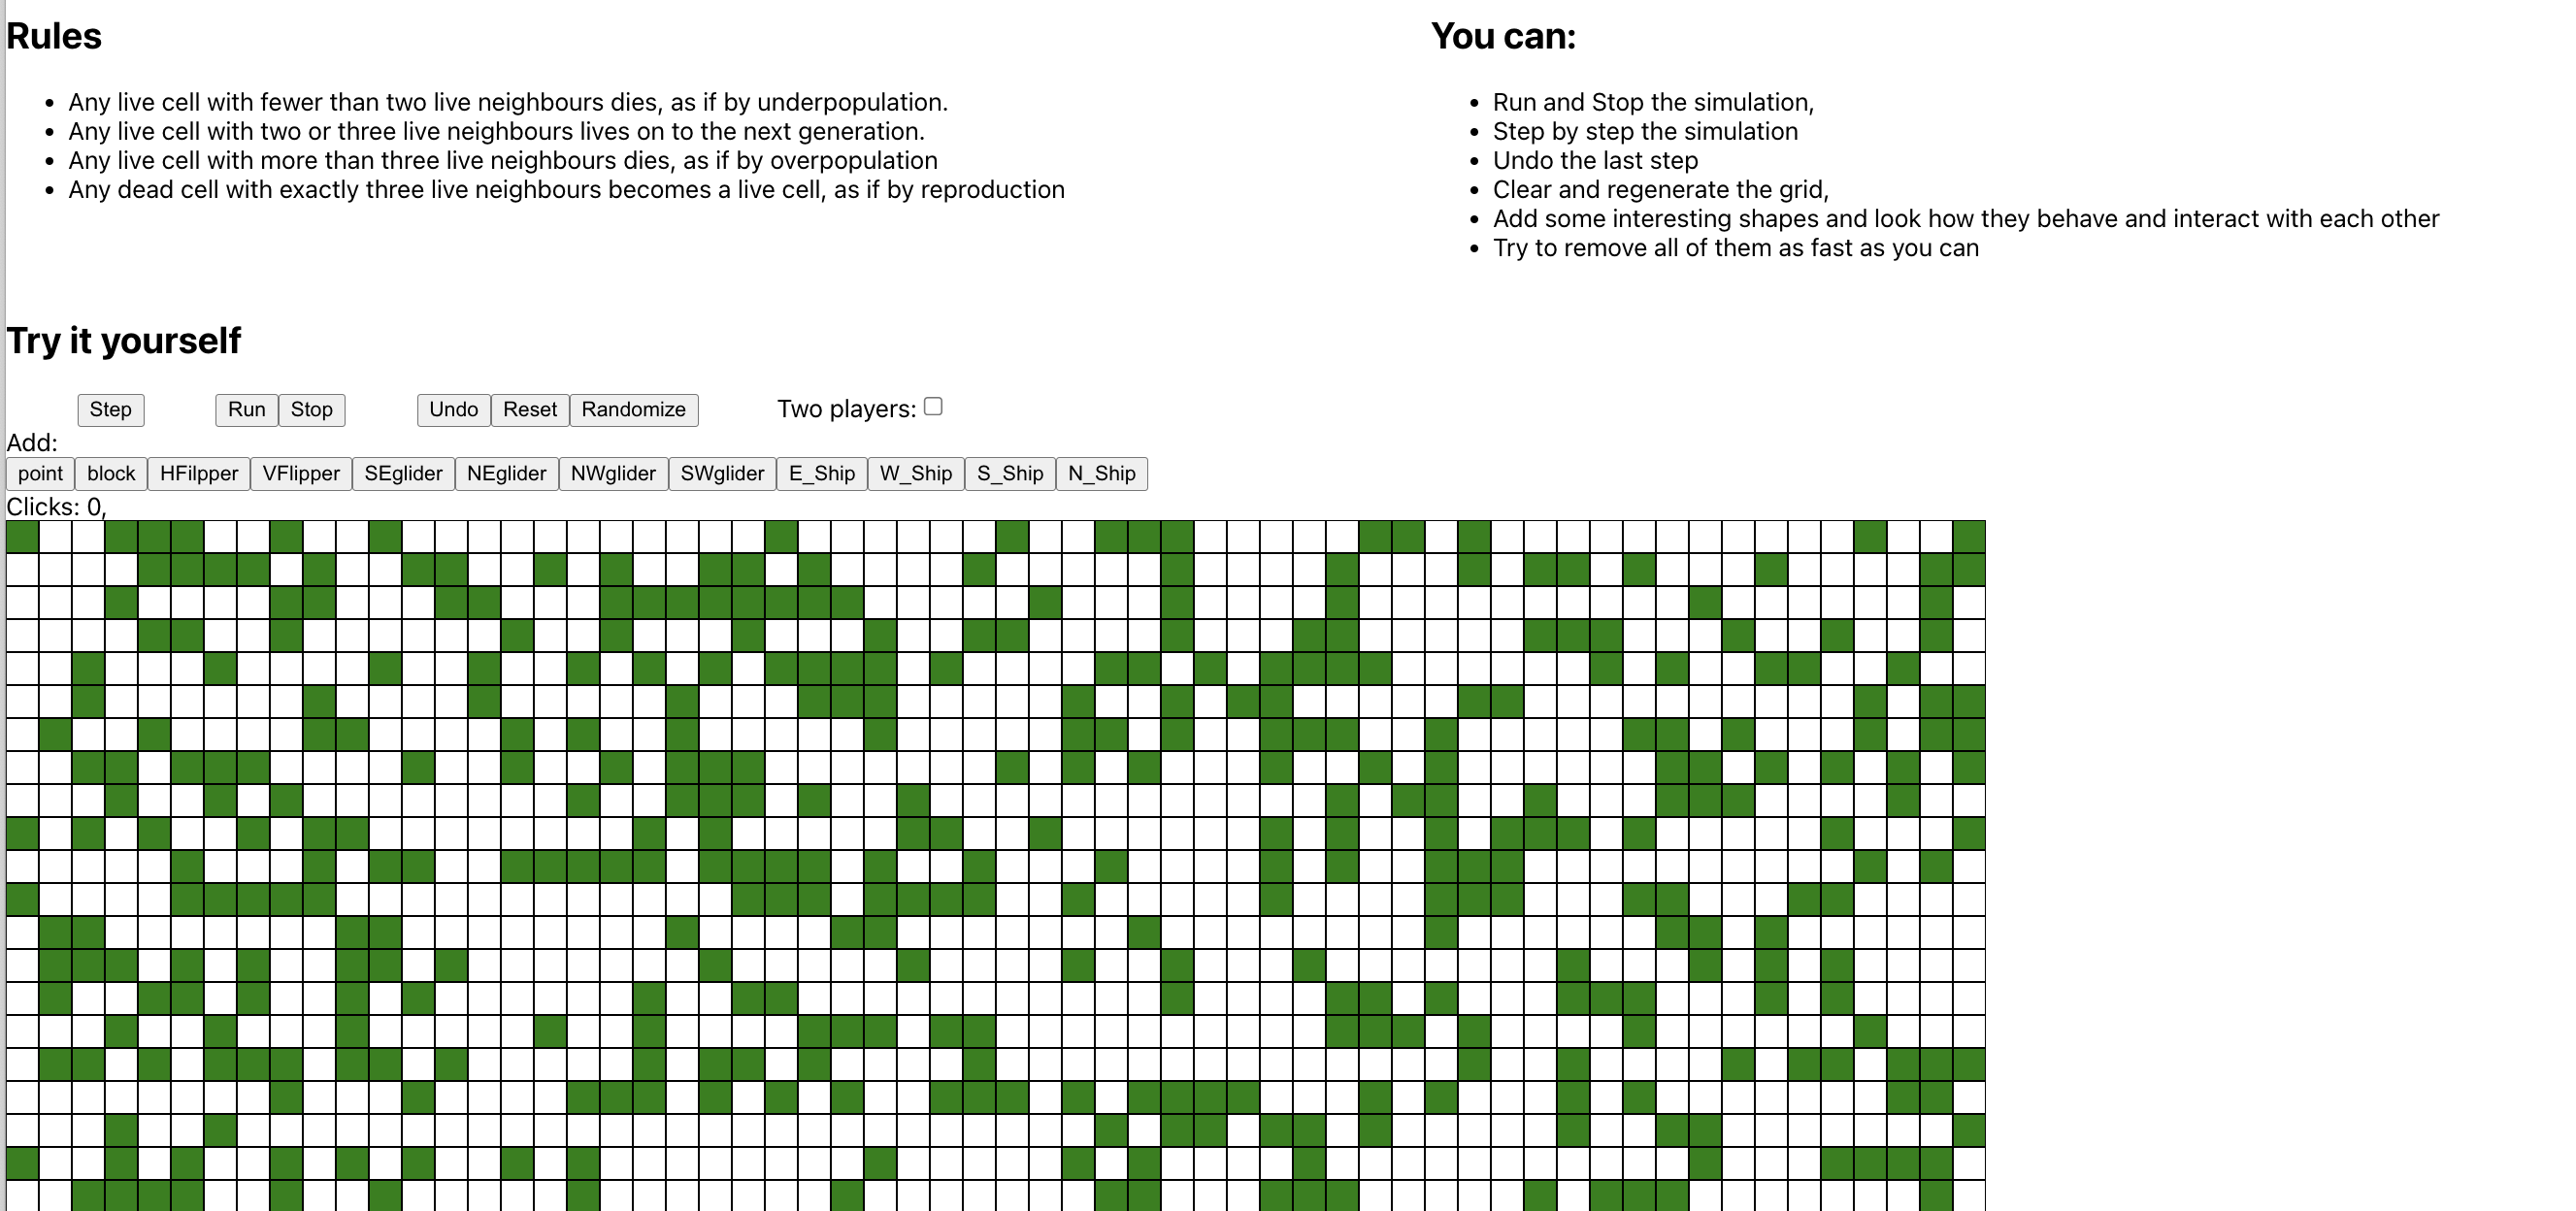 Rules
Any live cell with fewer than two live neighbours dies, as if by underpopulation.
Any live cell with two or three live neighbours lives on to the next generation.
Any live cell with more than three live neighbours dies, as if by overpopulation
Any dead cell with exactly three live neighbours becomes a live cell, as if by reproduction
You can:
Run and Stop the simulation,
Step by step the simulation
Undo the last step
Clear and regenerate the grid,
Add some interesting shapes and look how they behave and interact with each other
Try to remove all of them as fast as you can
Try it yourself
Step Run Stop Undo Reset Randomize Two players:
Add:
point block HFilpper VFlipper SEglider NEglider NWglider SWglider E_Ship W_Ship S_Ship N_Ship
Clicks: 0,